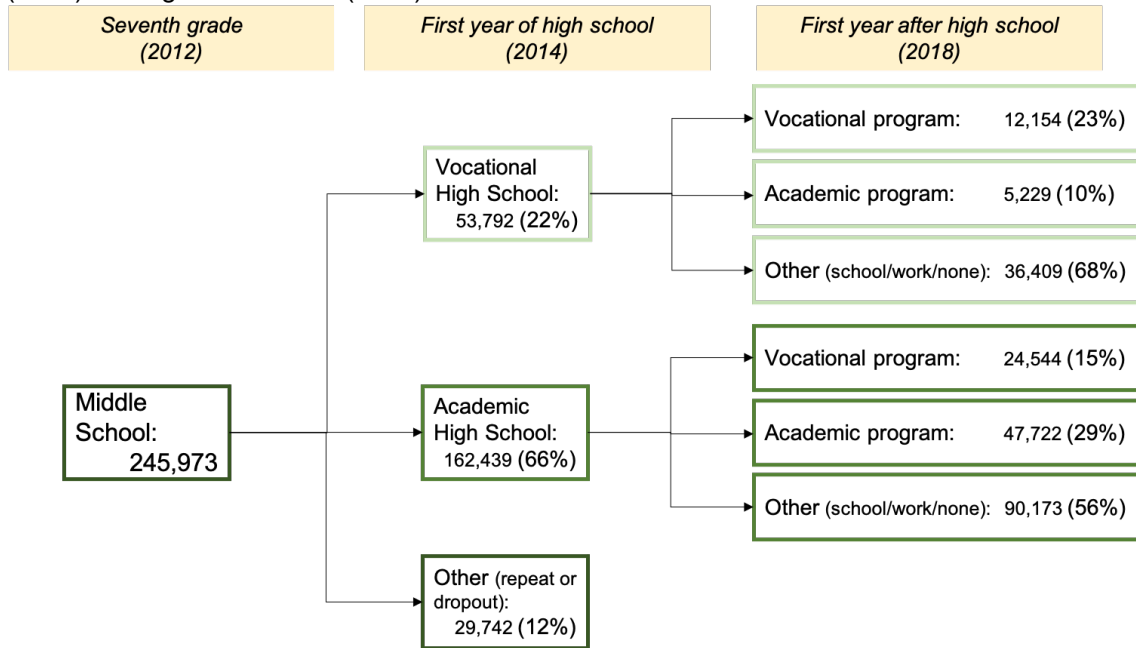 Seventh grade
(2012)
First year of high school
(2014)
First year after high school
(2018)
Vocational program: 12,154 (23%)
Vocational
High School:
53,792 (22%)
Academic program: 5,229 (10%)
Other (school/work/none): 36,409 (68%)
Vocational program: 24,544 (15%)
Middle
School:
245,973
Academic
High School:
162,439 (66%)
Academic program: 47,722 (29%)
Other (school/work/none): 90,173 (56%)
Other (repeat or
dropout):
29,742 (12%)